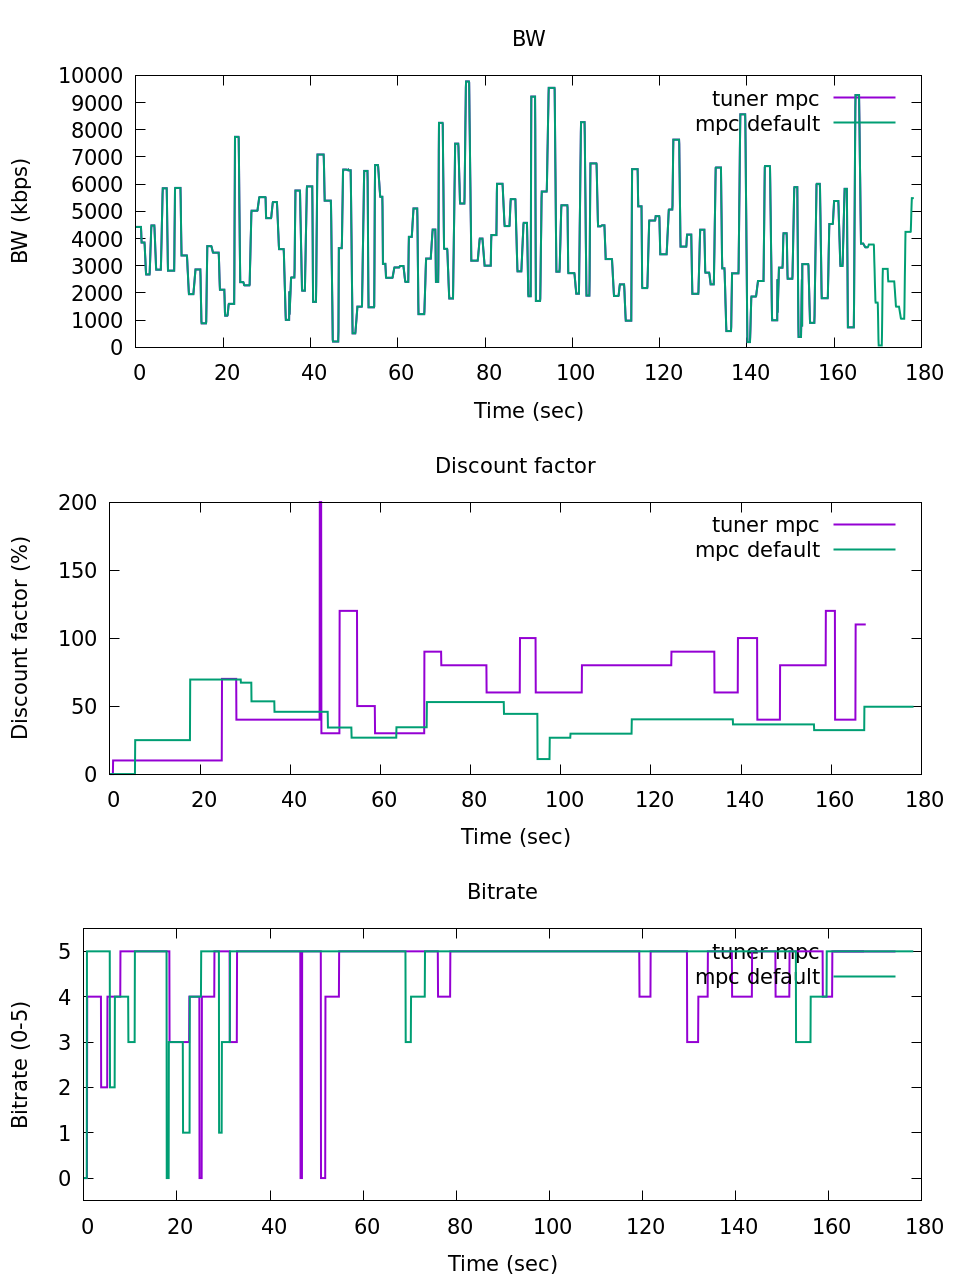 BW
10000
9000
8000
7000
6000
5000
4000
3000
2000
1000
0
BW (kbps)
tuner mpc
mpc default
0 20 40 60 80 100 120 140 160 180
Time (sec)
Discount factor
200
150
100
50
0
Discount factor (%)
tuner mpc
mpc default
0 20 40 60 80 100 120 140 160 180
Time (sec)
Bitrate
5
4
3
2
1
0
Bitrate (0-5)
tuner mpc
mpc default
0 20 40 60 80 100 120 140 160 180
Time (sec)